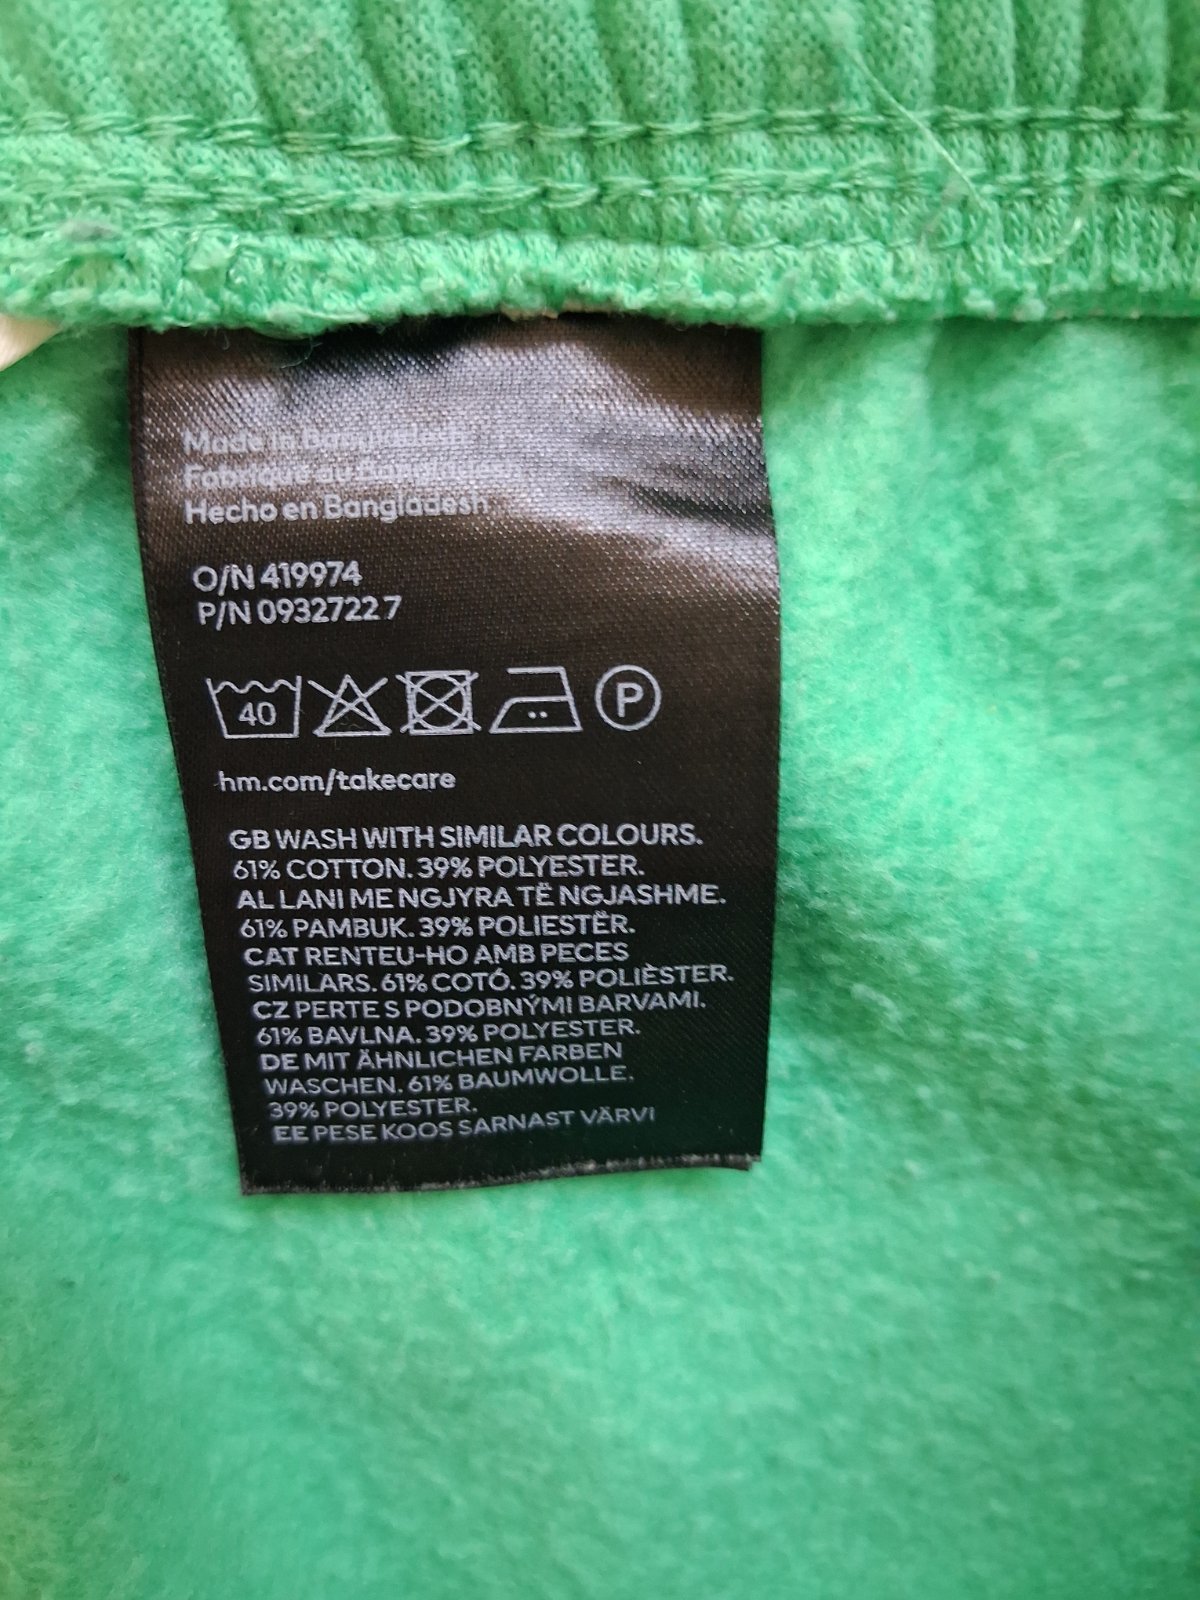 Made in Bangladesh
Fabriqué au Bangladesh
Hecho en Bangladesh
O/N 419974
P/N 0932722 7
40
P
hm.com/takecare
GB WASH WITH SIMILAR COLOURS.
61% COTTON. 39% POLYESTER.
AL LANI ME NGJYRA TË NGJASHME.
61% PAMBUK. 39% POLIESTËR.
CAT RENTEU-HO AMB PECES
SIMILARS. 61% COTÓ. 39% POLIÈSTER.
CZ PERTE S PODOBNÝMI BARVAMI.
61% BAVLNA. 39% POLYESTER.
DE MIT ÄHNLICHEN FARBEN
WASCHEN. 61% BAUMWOLLE.
39% POLYESTER.
EE PESE KOOS SARNAST VÄRVI